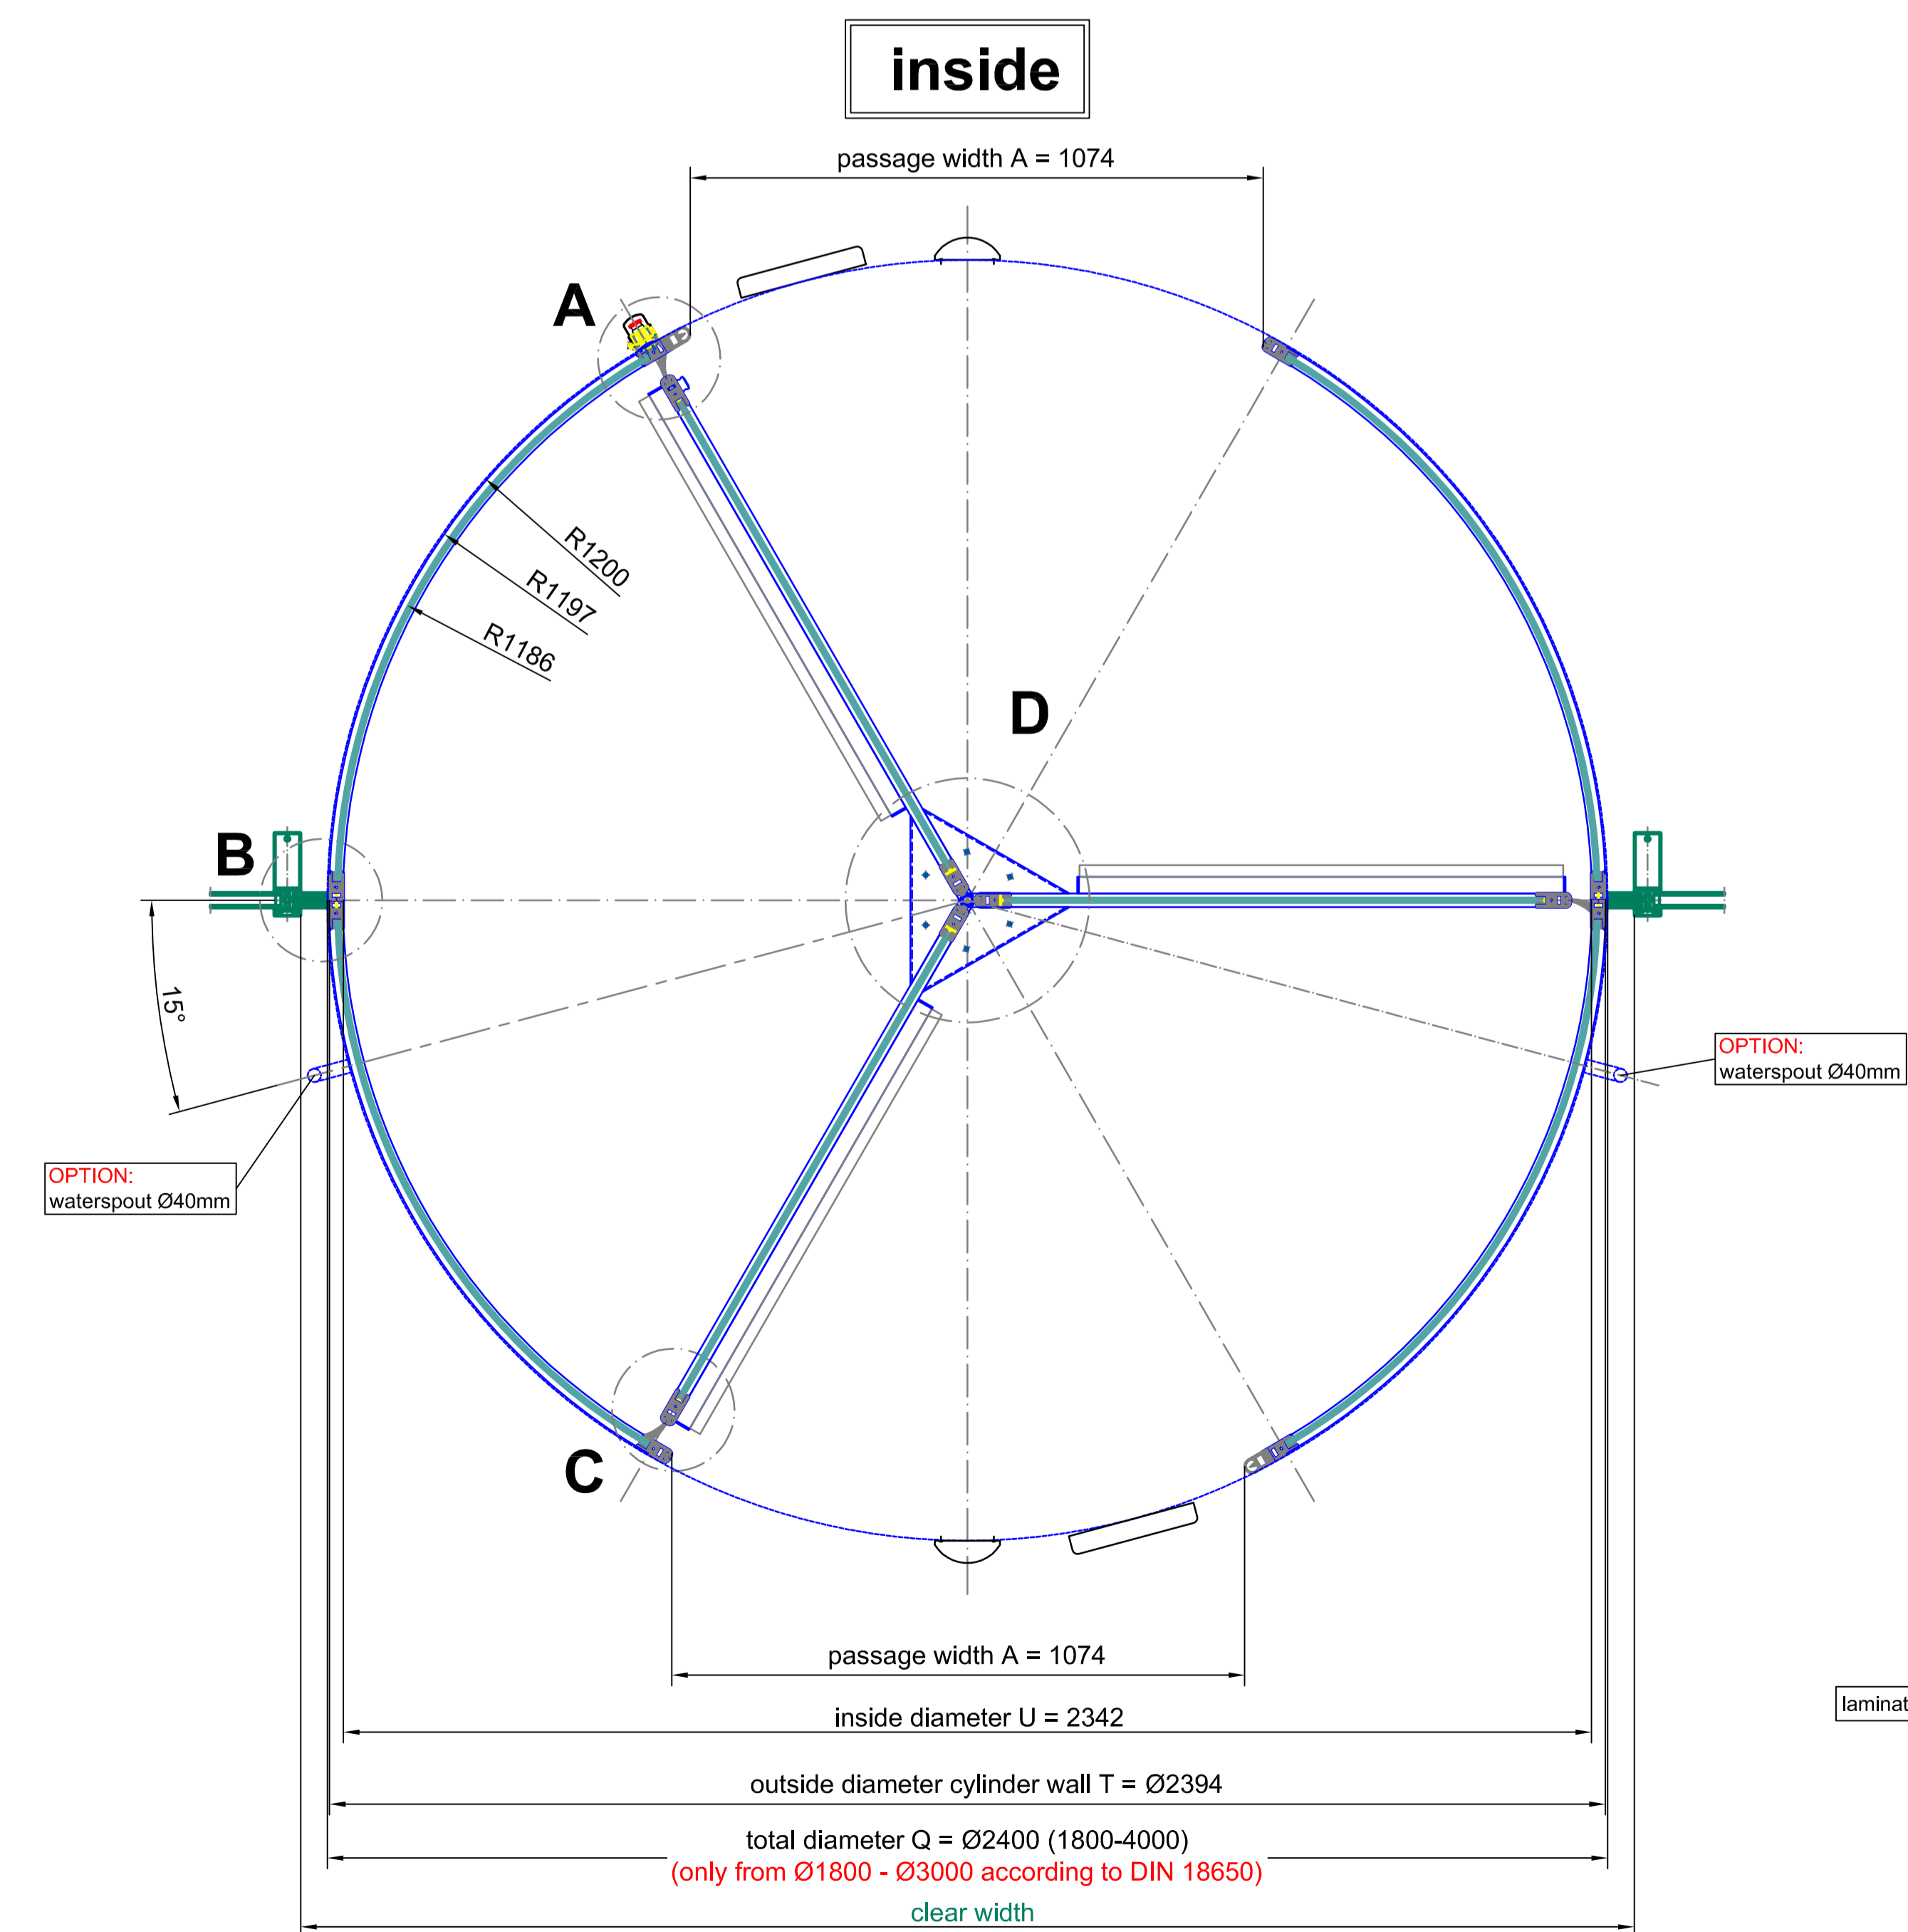 inside
passage width A = 1074
A
R1200
R1197
R1186
D
B
15°
OPTION:
waterspout Ø40mm
OPTION:
waterspout Ø40mm
C
passage width A = 1074
inside diameter U = 2342
laminat
outside diameter cylinder wall T = Ø2394
total diameter Q = Ø2400 (1800-4000)
(only from Ø1800 - Ø3000 according to DIN 18650)
clear width